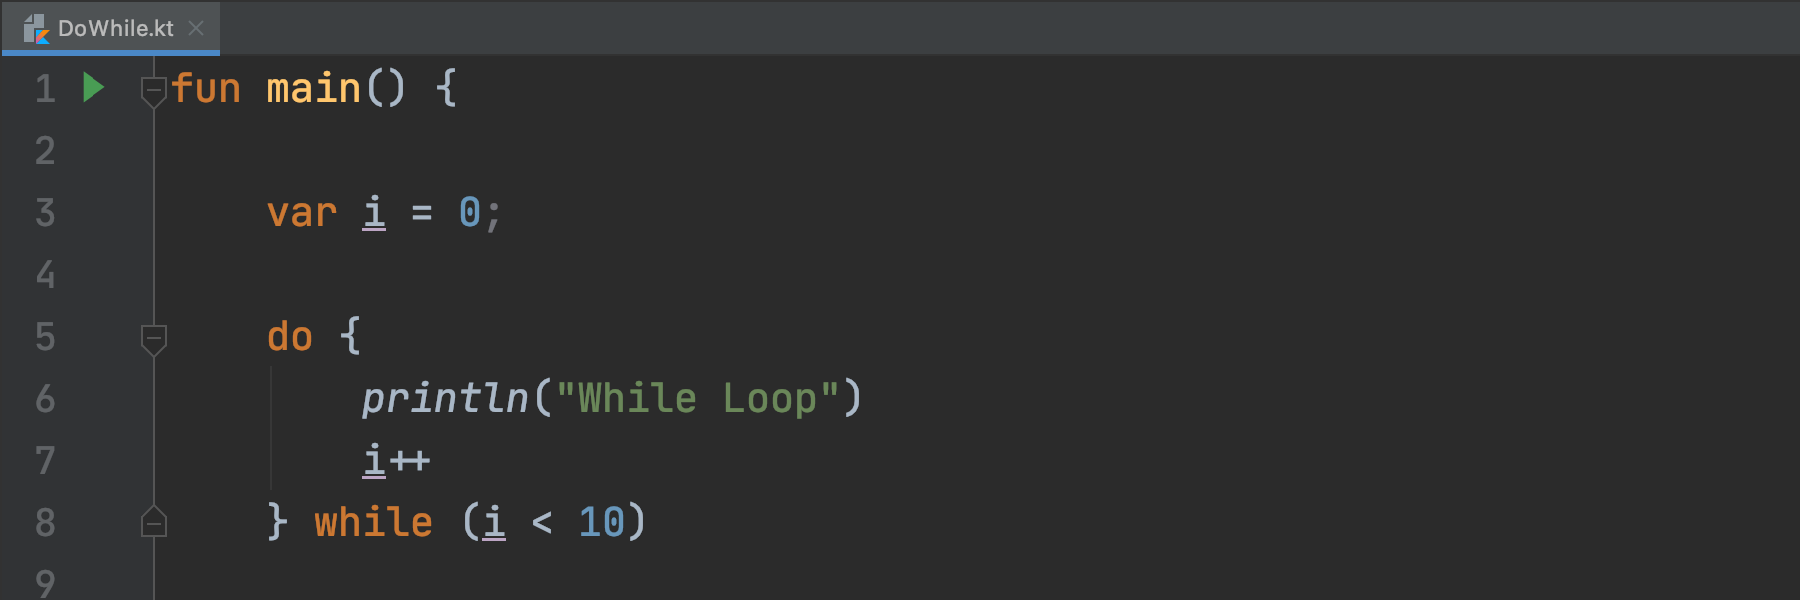 DoWhile.kt
1 fun main() {
2
3 var i = 0;
4
5 do {
6 println("While Loop")
7 i++
8 } while (i < 10)
9